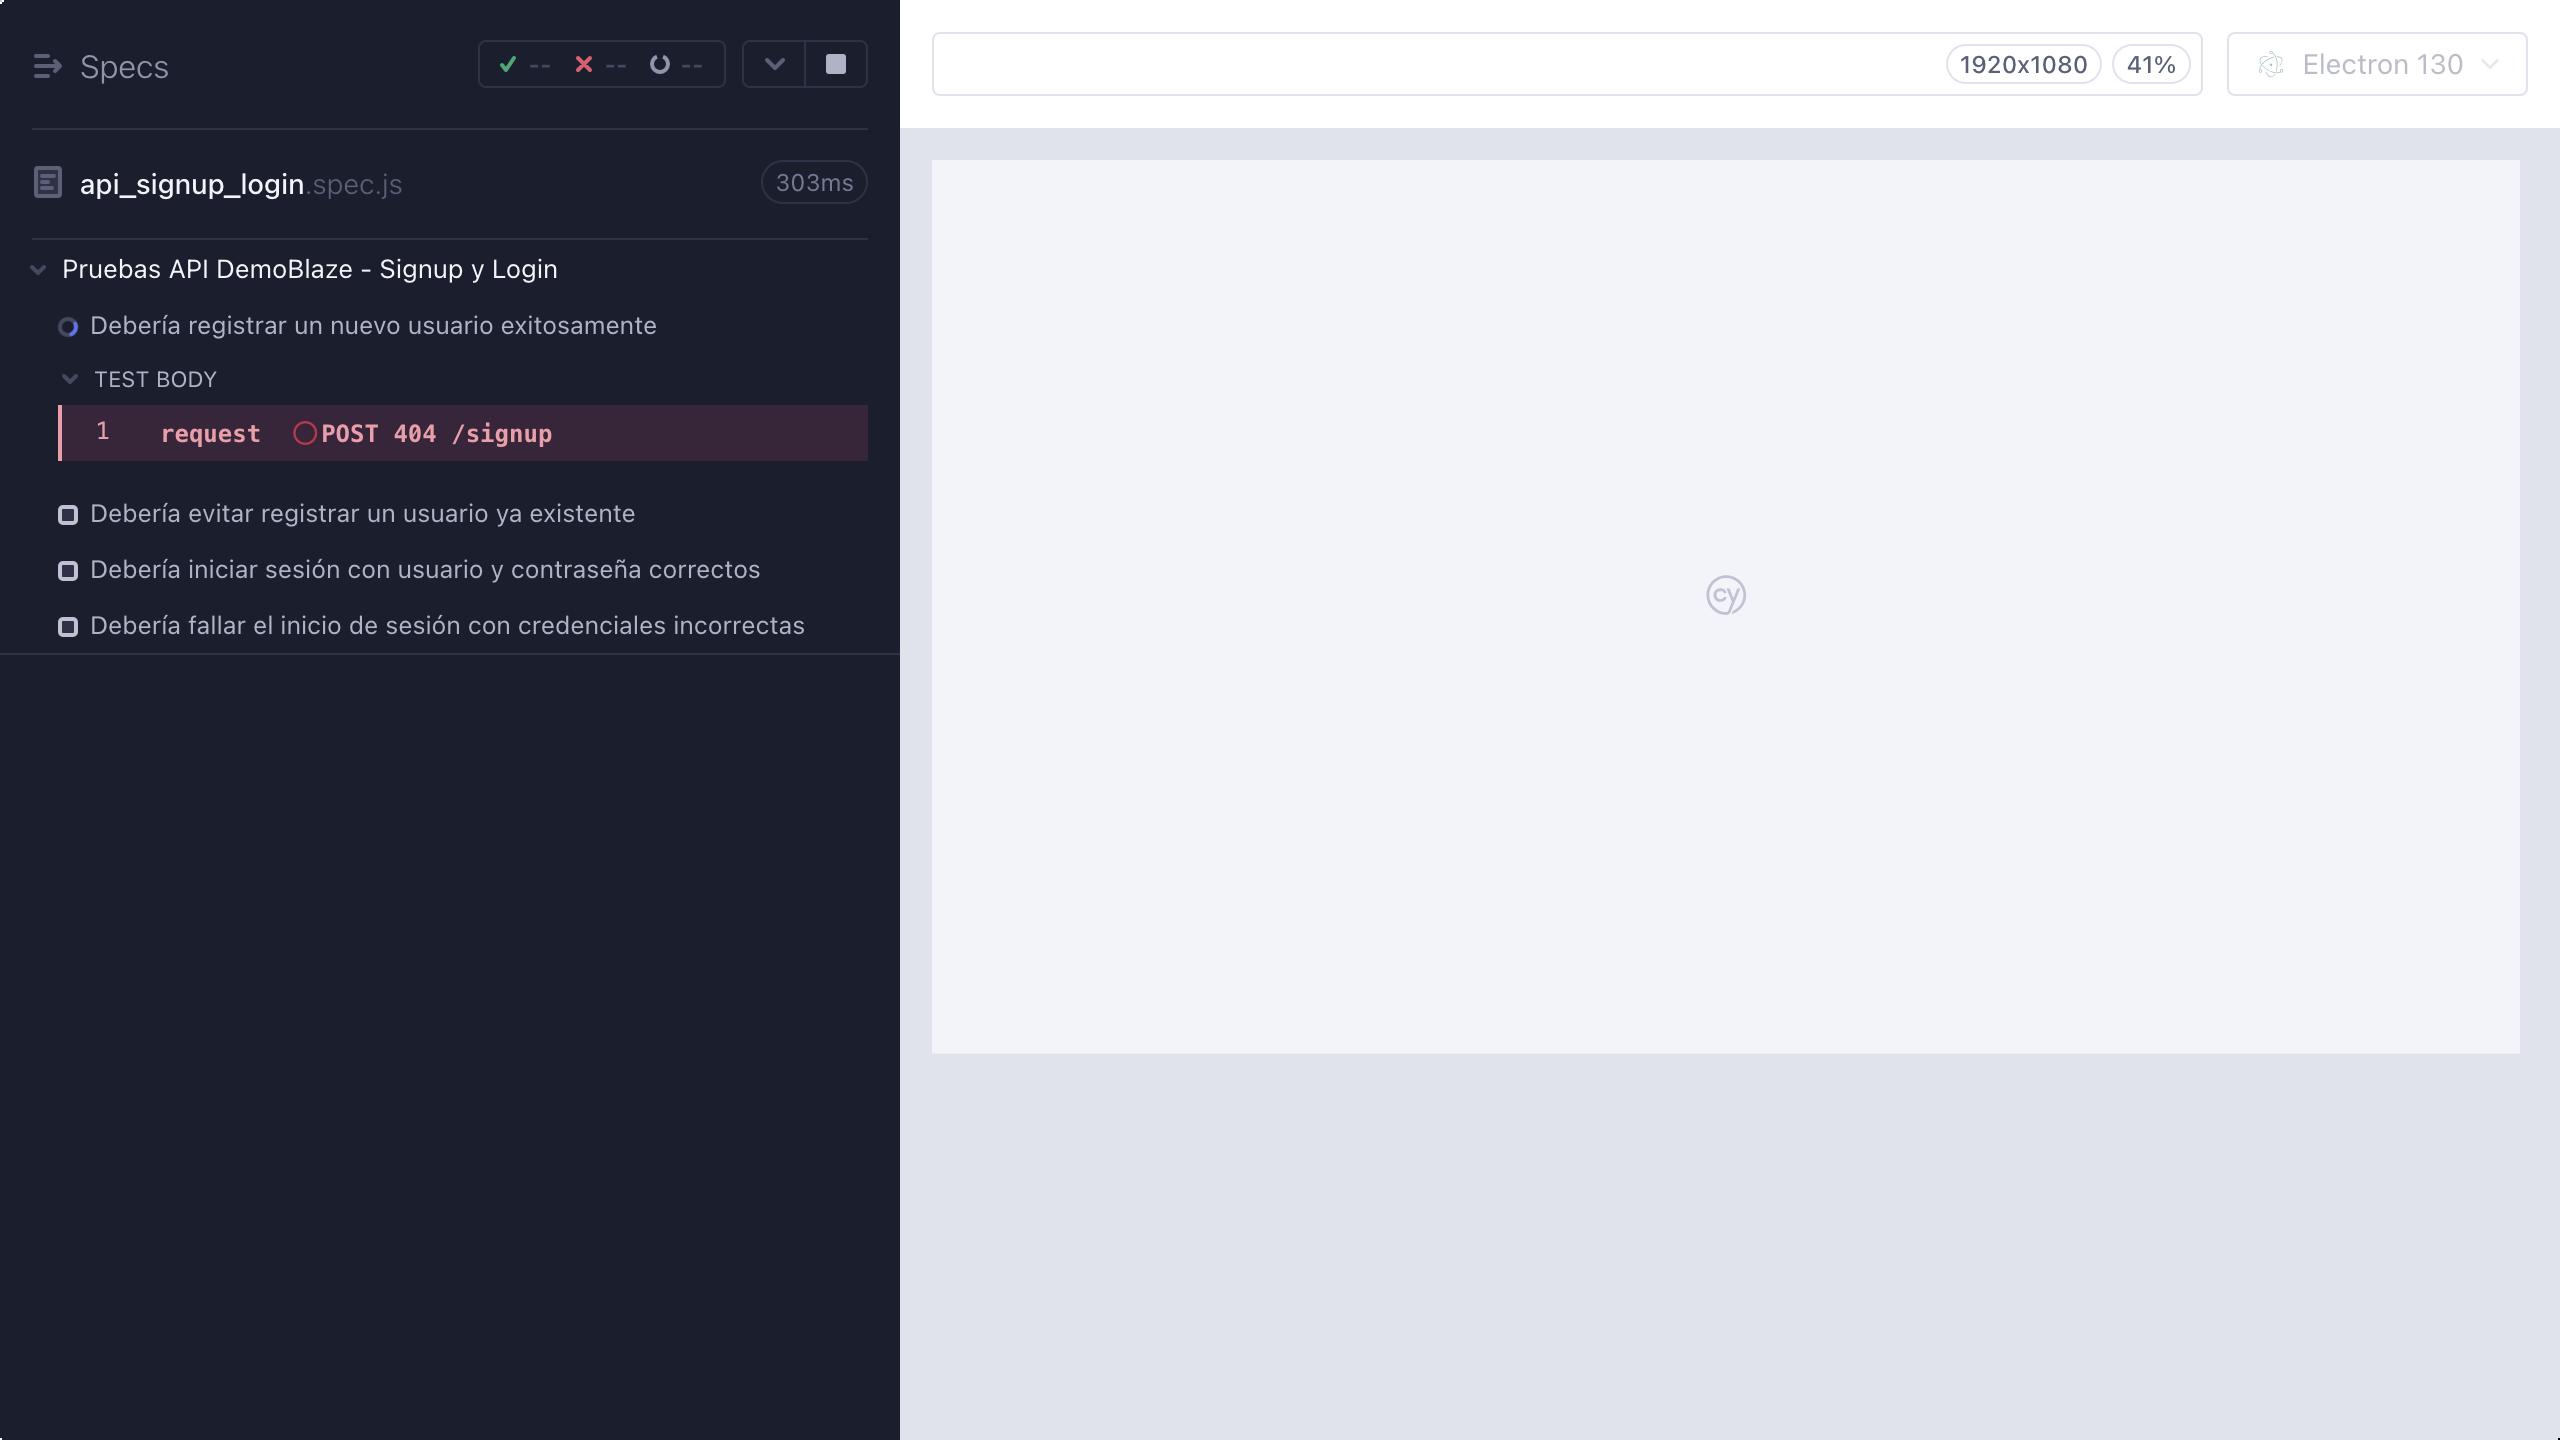 Specs
-- -- --
1920x1080 41%
Electron 130
api_signup_login.spec.js
303ms
Pruebas API DemoBlaze - Signup y Login
Debería registrar un nuevo usuario exitosamente
TEST BODY
1 request POST 404 /signup
Debería evitar registrar un usuario ya existente
Debería iniciar sesión con usuario y contraseña correctos
Debería fallar el inicio de sesión con credenciales incorrectas
cy